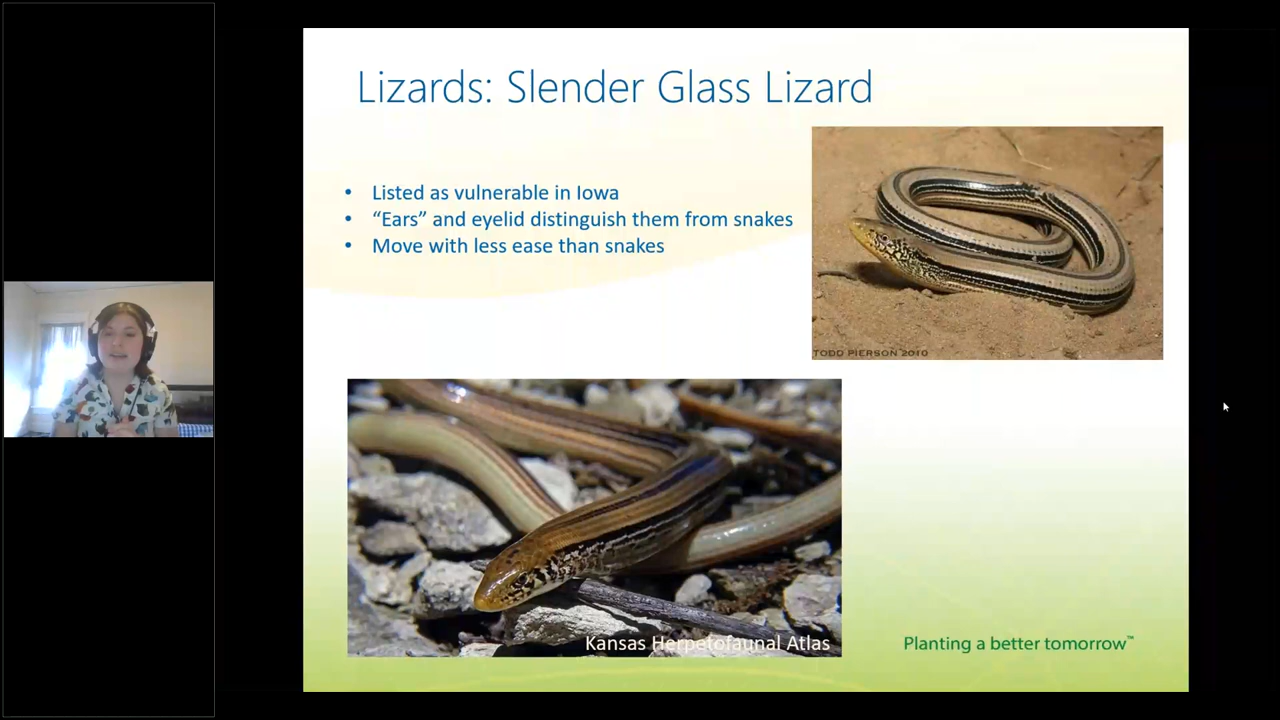 Lizards: Slender Glass Lizard
• Listed as vulnerable in Iowa
• “Ears” and eyelid distinguish them from snakes
• Move with less ease than snakes
TODD PIERSON 2010
Kansas Herpetofaunal Atlas
Planting a better tomorrow™